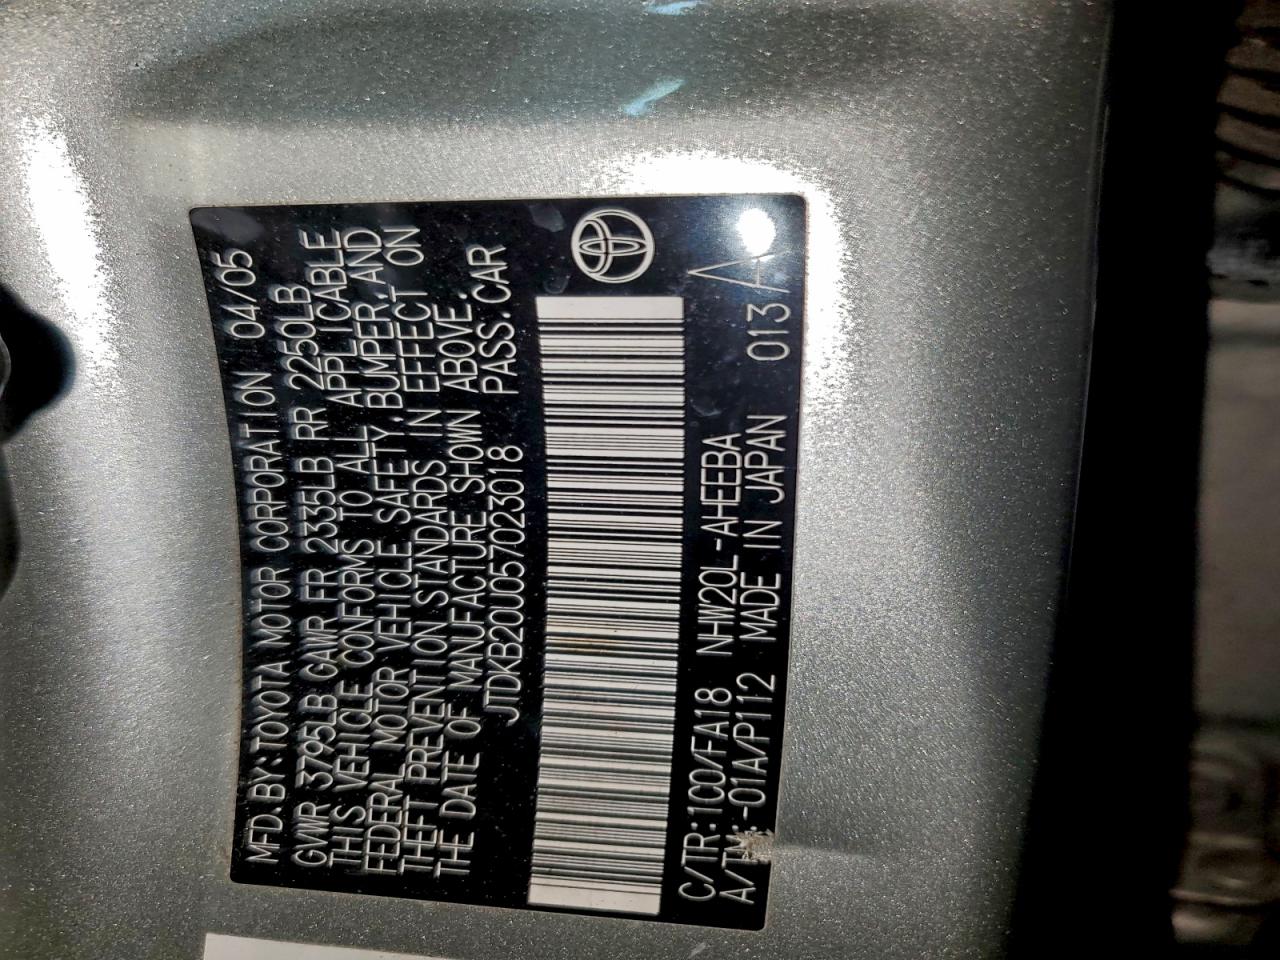 MFD.BY:TOYOTA MOTOR CORPORATION 04/05
GVWR 3795LB GAWR FR 2335LB RR 2250LB
THIS VEHICLE CONFORMS TO ALL APPLICABLE
FEDERAL MOTOR VEHICLE SAFETY,BUMPER,AND
THEFT PREVENTION STANDARDS IN EFFECT ON
THE DATE OF MANUFACTURE SHOWN ABOVE.
JTDKB20U057023018 PASS.CAR
C/TR:1C0/FA18 NHW20L-AHEEBA 013 A
A/TM:-01A/P112 MADE IN JAPAN